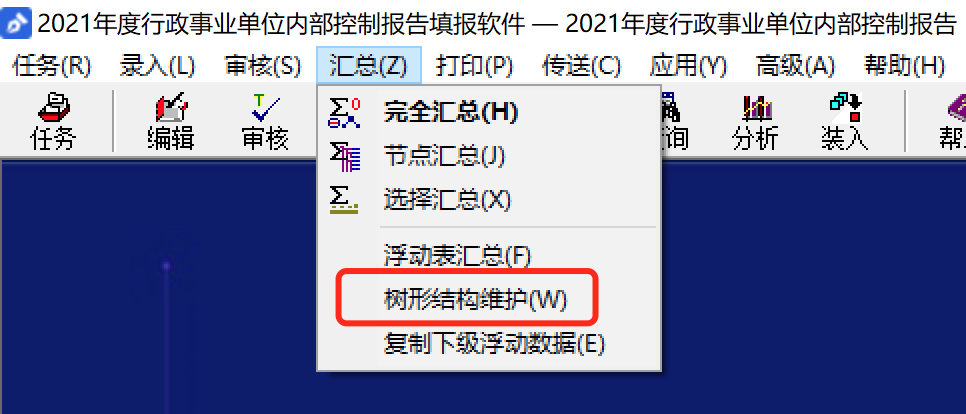 2021年度行政事业单位内部控制报告填报软件 — 2021年度行政事业单位内部控制报告
任务(R) 录入(L) 审核(S) 汇总(Z) 打印(P) 传送(C) 应用(Y) 高级(A) 帮助(H)
任务 编辑 审核 询 分析 装入 帮
完全汇总(H)
节点汇总(J)
选择汇总(X)
浮动表汇总(F)
树形结构维护(W)
复制下级浮动数据(E)